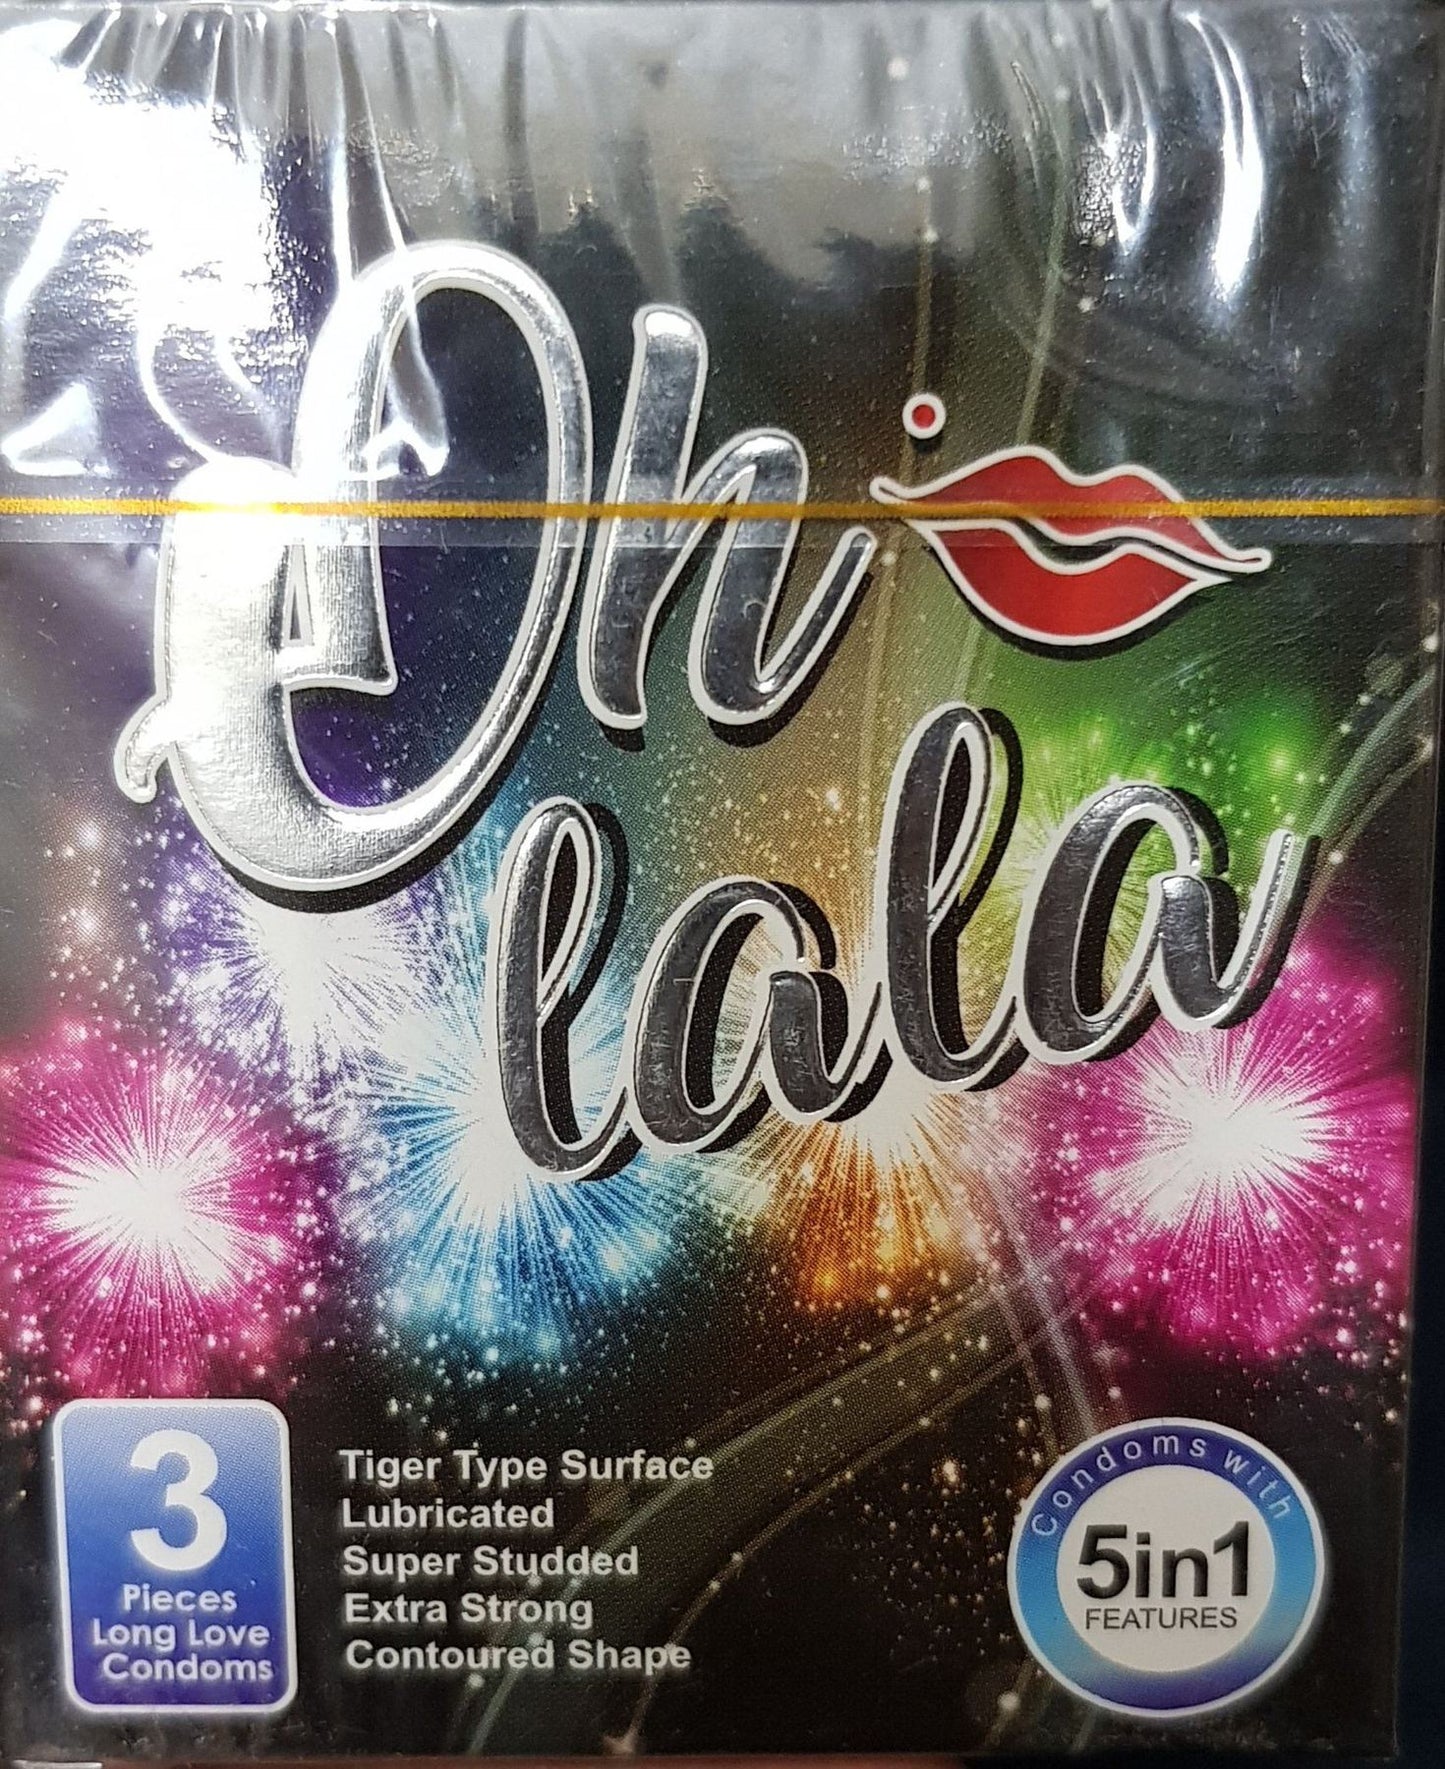 Oh
lala
3
Pieces
Long Love
Condoms
Tiger Type Surface
Lubricated
Super Studded
Extra Strong
Contoured Shape
Condoms with
5in1
FEATURES